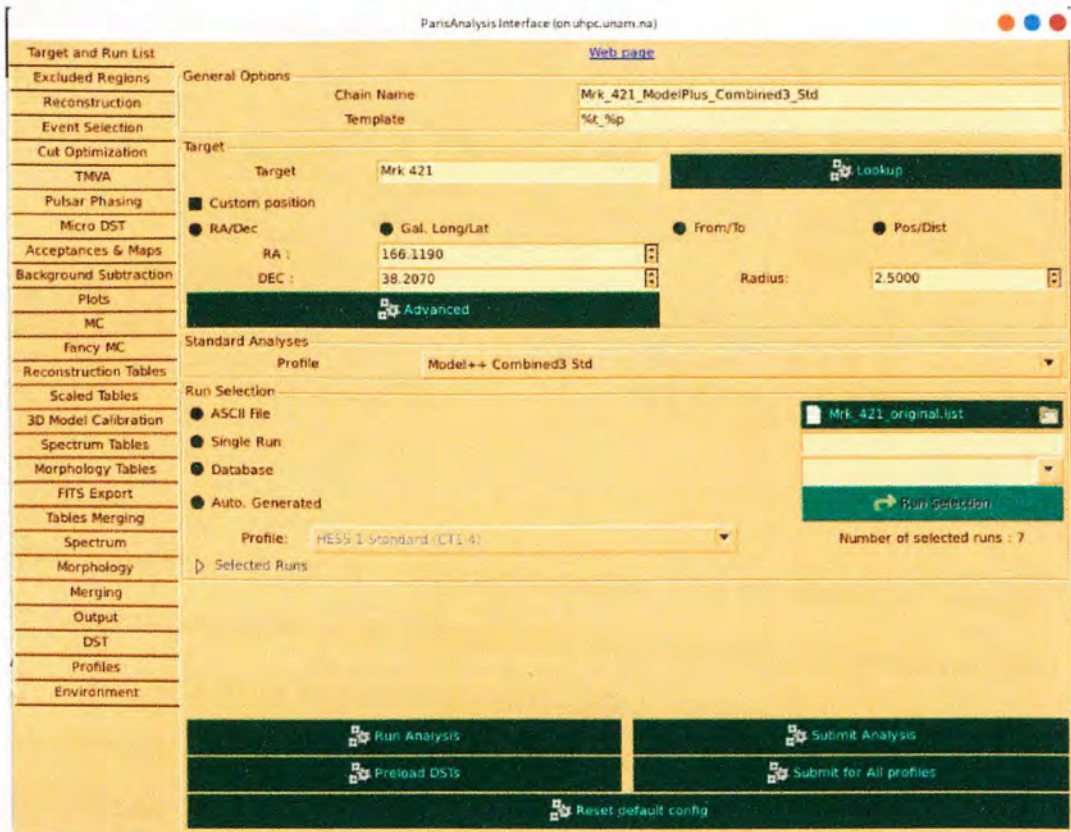 ParisAnalysis Interface (on uhpc.unam.na)
Target and Run List
Excluded Regions
Reconstruction
Event Selection
Cut Optimization
TMVA
Pulsar Phasing
Micro DST
Acceptances & Maps
Background Subtraction
Plots
MC
Fancy MC
Reconstruction Tables
Scaled Tables
3D Model Calibration
Spectrum Tables
Morphology Tables
FITS Export
Tables Merging
Spectrum
Morphology
Merging
Output
DST
Profiles
Environment
Web page
General Options
Chain Name Mrk_421_ModelPlus_Combined3_Std
Template %t_%p
Target
Target Mrk 421 Lookup
Custom position
RA/Dec Gal. Long/Lat From/To Pos/Dist
RA : 166.1190
DEC : 38.2070 Radius: 2.5000
Advanced
Standard Analyses
Profile Model++ Combined3 Std
Run Selection
ASCII File Mrk_421_original.list
Single Run
Database
Auto. Generated Run Selection
Profile: HESS 1 Standard (CT1-4) Number of selected runs : 7
Selected Runs
Run Analysis Submit Analysis
Preload DSTs Submit for All profiles
Reset default config